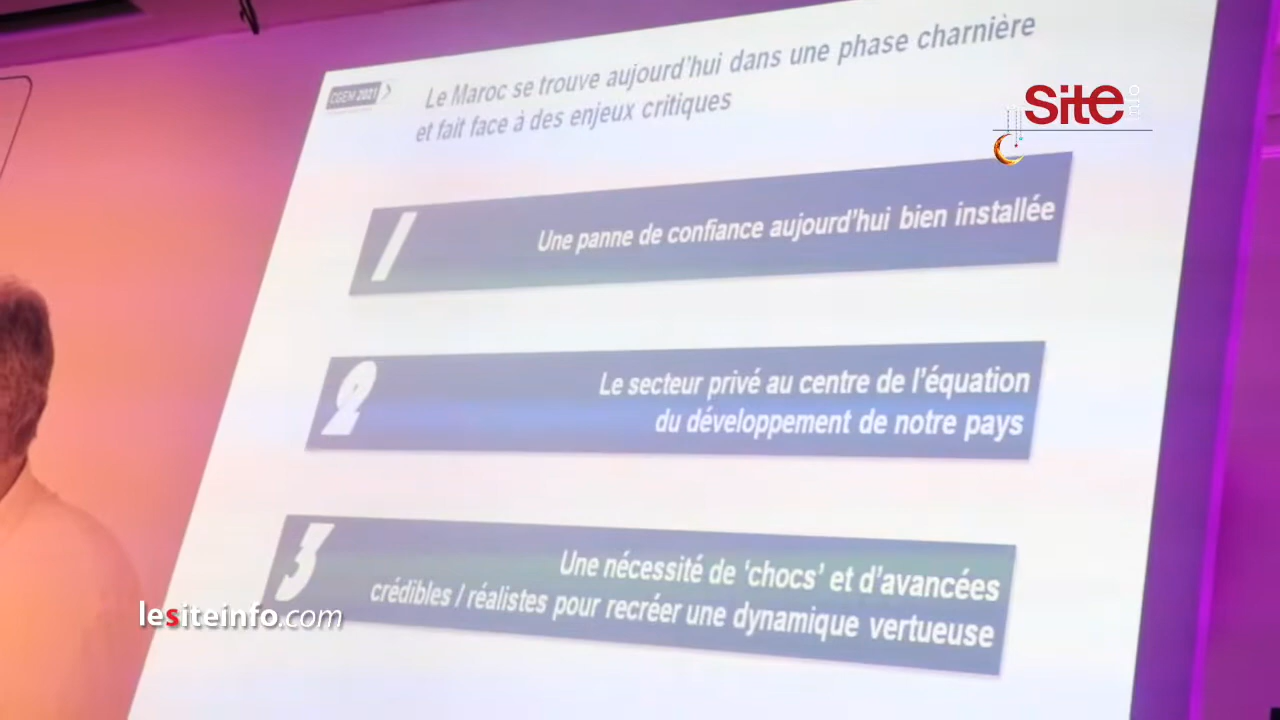 CGEM 2021
Le Maroc se trouve aujourd'hui dans une phase charnière
et fait face à des enjeux critiques
Site
INFO
1
Une panne de confiance aujourd'hui bien installée
2
Le secteur privé au centre de l'équation
du développement de notre pays
3
Une nécessité de 'chocs' et d'avancées
crédibles / réalistes pour recréer une dynamique vertueuse
lesiteinfo.com